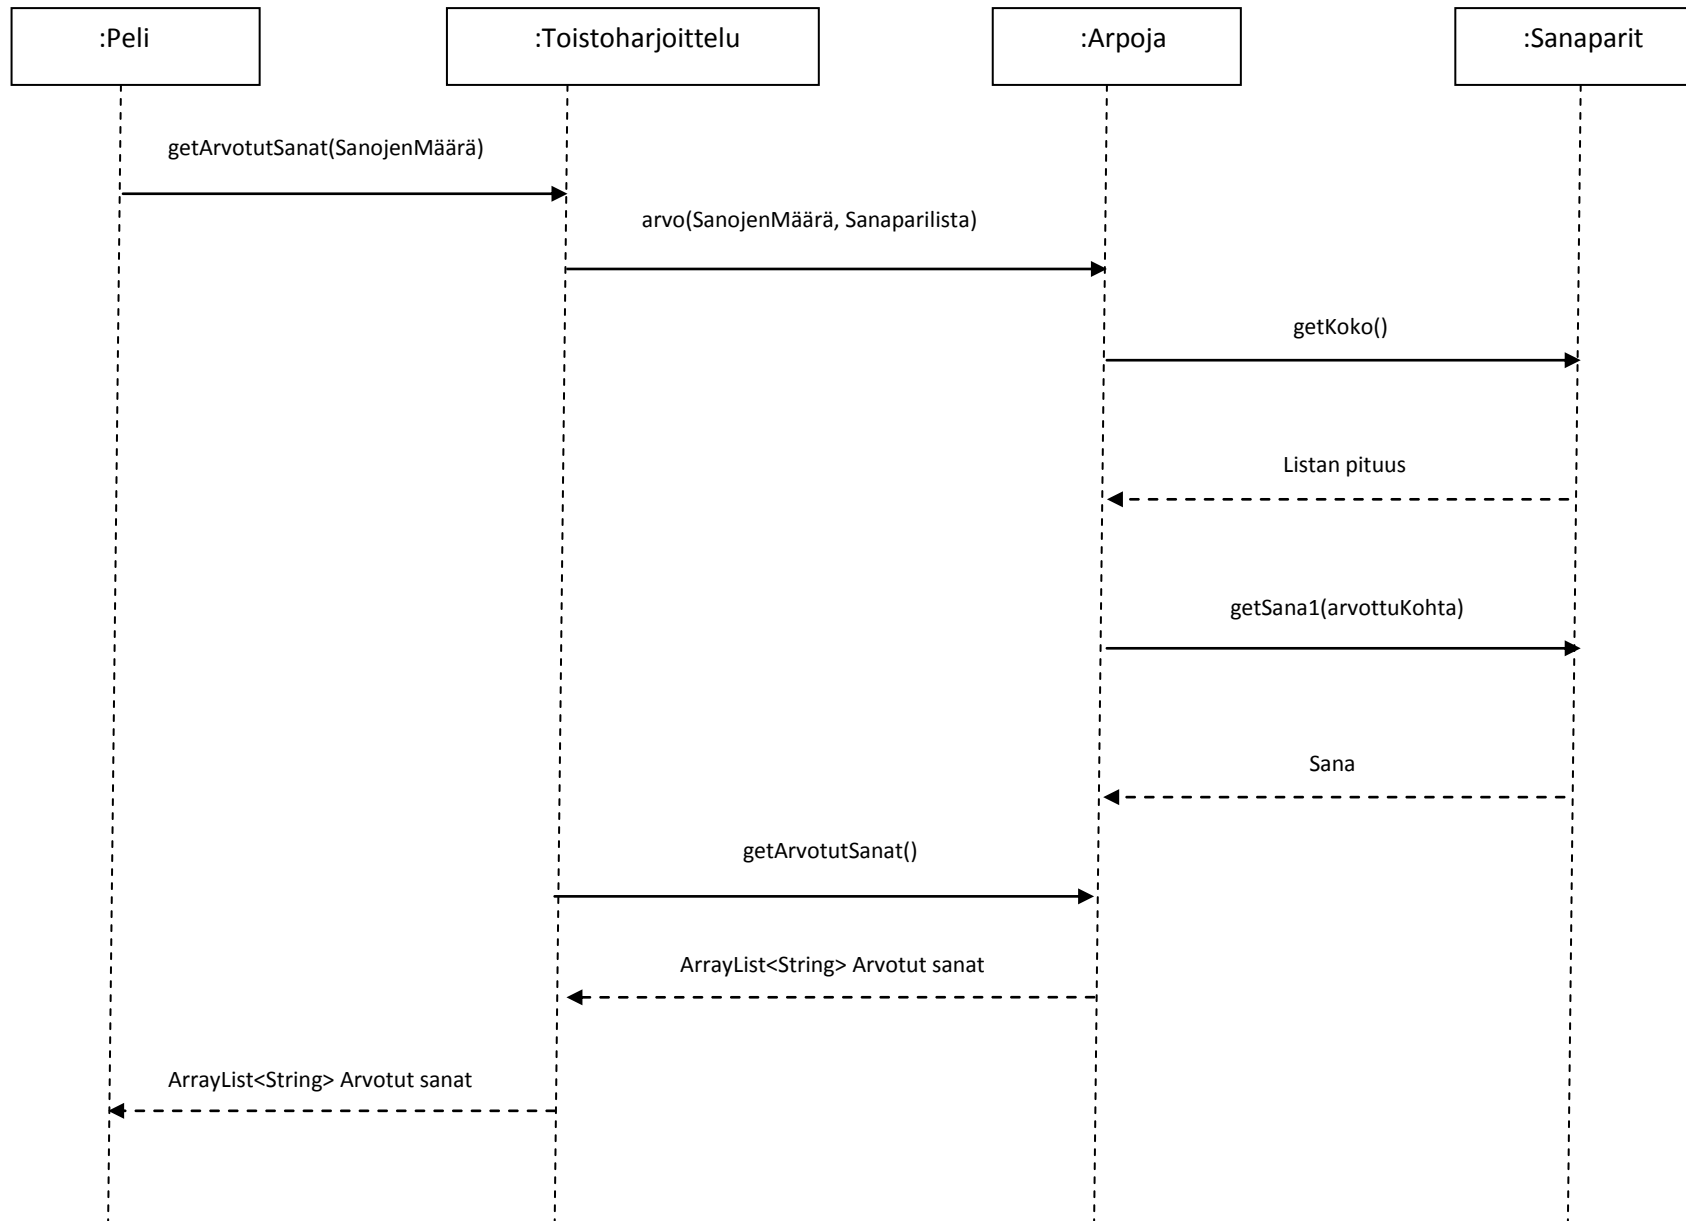 :Peli
:Toistoharjoittelu
:Arpoja
:Sanaparit
getArvotutSanat(SanojenMäärä)
arvo(SanojenMäärä, Sanaparilista)
getKoko()
Listan pituus
getSana1(arvottuKohta)
Sana
getArvotutSanat()
ArrayList<String> Arvotut sanat
ArrayList<String> Arvotut sanat